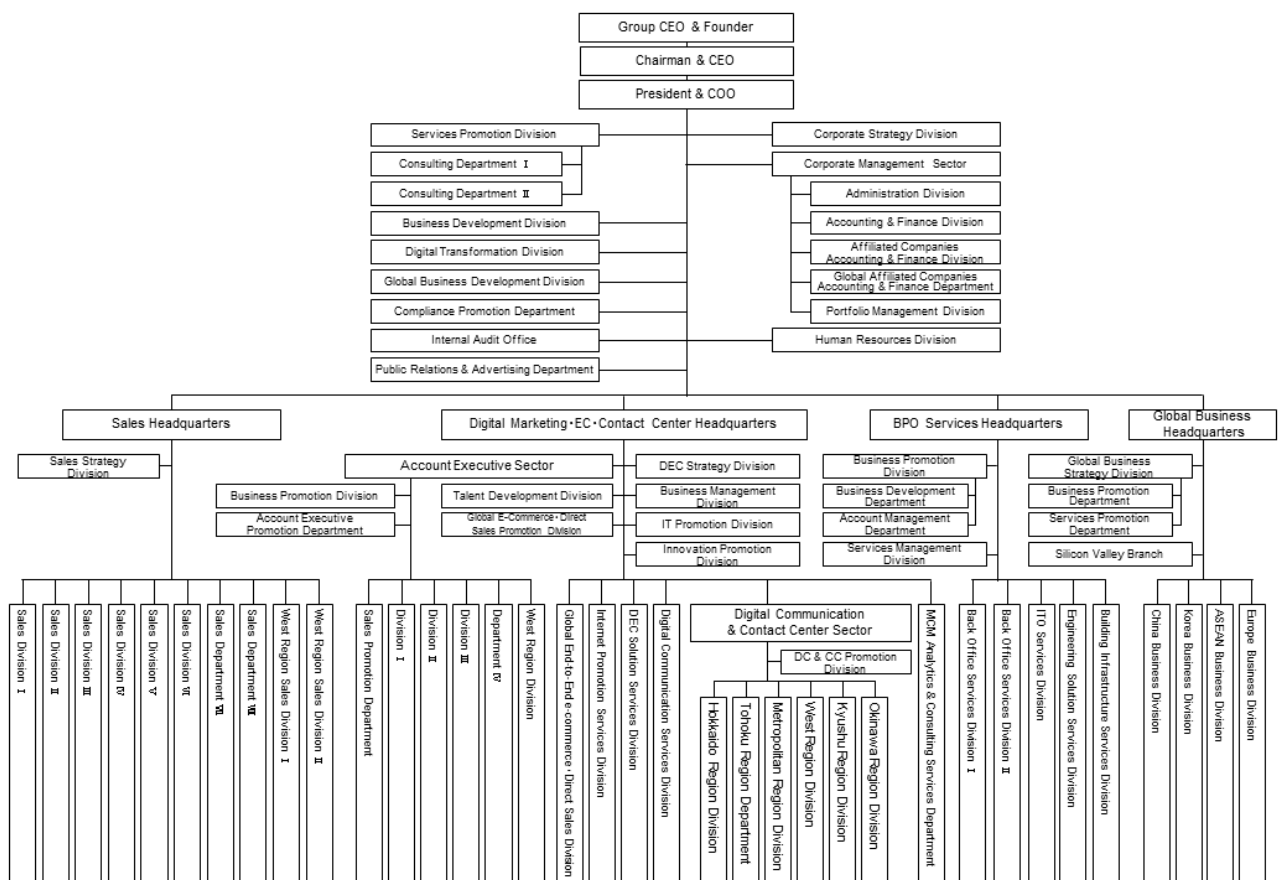 Group CEO & Founder
Chairman & CEO
President & COO
Services Promotion Division
Corporate Strategy Division
Consulting Department Ⅰ
Corporate Management Sector
Consulting Department Ⅱ
Administration Division
Business Development Division
Accounting & Finance Division
Digital Transformation Division
Affiliated Companies
Accounting & Finance Division
Global Business Development Division
Global Affiliated Companies
Accounting & Finance Department
Compliance Promotion Department
Portfolio Management Division
Internal Audit Office
Human Resources Division
Public Relations & Advertising Department
Sales Headquarters
Digital Marketing・EC・Contact Center Headquarters
BPO Services Headquarters
Global Business
Headquarters
Sales Strategy
Division
Account Executive Sector
DEC Strategy Division
Business Promotion
Division
Global Business
Strategy Division
Business Promotion Division
Talent Development Division
Business Management
Division
Business Development
Department
Business Promotion
Department
Account Executive
Promotion Department
Global E-Commerce・Direct
Sales Promotion Division
IT Promotion Division
Account Management
Department
Services Promotion
Department
Innovation Promotion
Division
Services Management
Division
Silicon Valley Branch
Sales Division Ⅰ
Sales Division Ⅱ
Sales Division Ⅲ
Sales Division Ⅳ
Sales Division Ⅴ
Sales Division Ⅵ
Sales Department Ⅶ
Sales Department Ⅷ
West Region Sales Division Ⅰ
West Region Sales Division Ⅱ
Sales Promotion Department
Division Ⅰ
Division Ⅱ
Division Ⅲ
Department Ⅳ
West Region Division
Global End-to-End e-commerce・Direct Sales Division
Internet Promotion Services Division
DEC Solution Services Division
Digital Communication Services Division
Digital Communication
& Contact Center Sector
DC & CC Promotion
Division
Hokkaido Region Division
Tohoku Region Department
Metropolitan Region Division
West Region Division
Kyushu Region Division
Okinawa Region Division
MCM Analytics & Consulting Services Department
Back Office Services Division Ⅰ
Back Office Services Division Ⅱ
ITO Services Division
Engineering Solution Services Division
Building Infrastructure Services Division
China Business Division
Korea Business Division
ASEAN Business Division
Europe Business Division